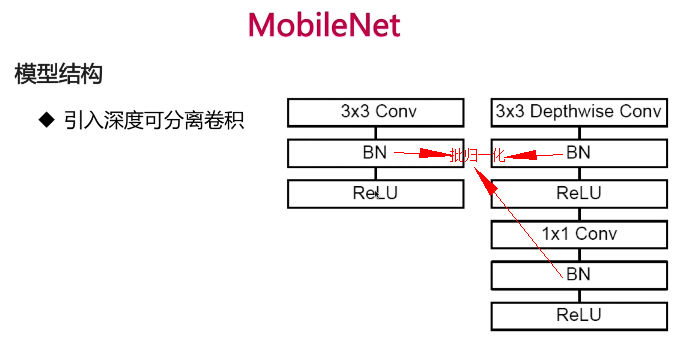 MobileNet
模型结构
◆ 引入深度可分离卷积
3x3 Conv
BN
ReLU
批归一化
3x3 Depthwise Conv
BN
ReLU
1x1 Conv
BN
ReLU